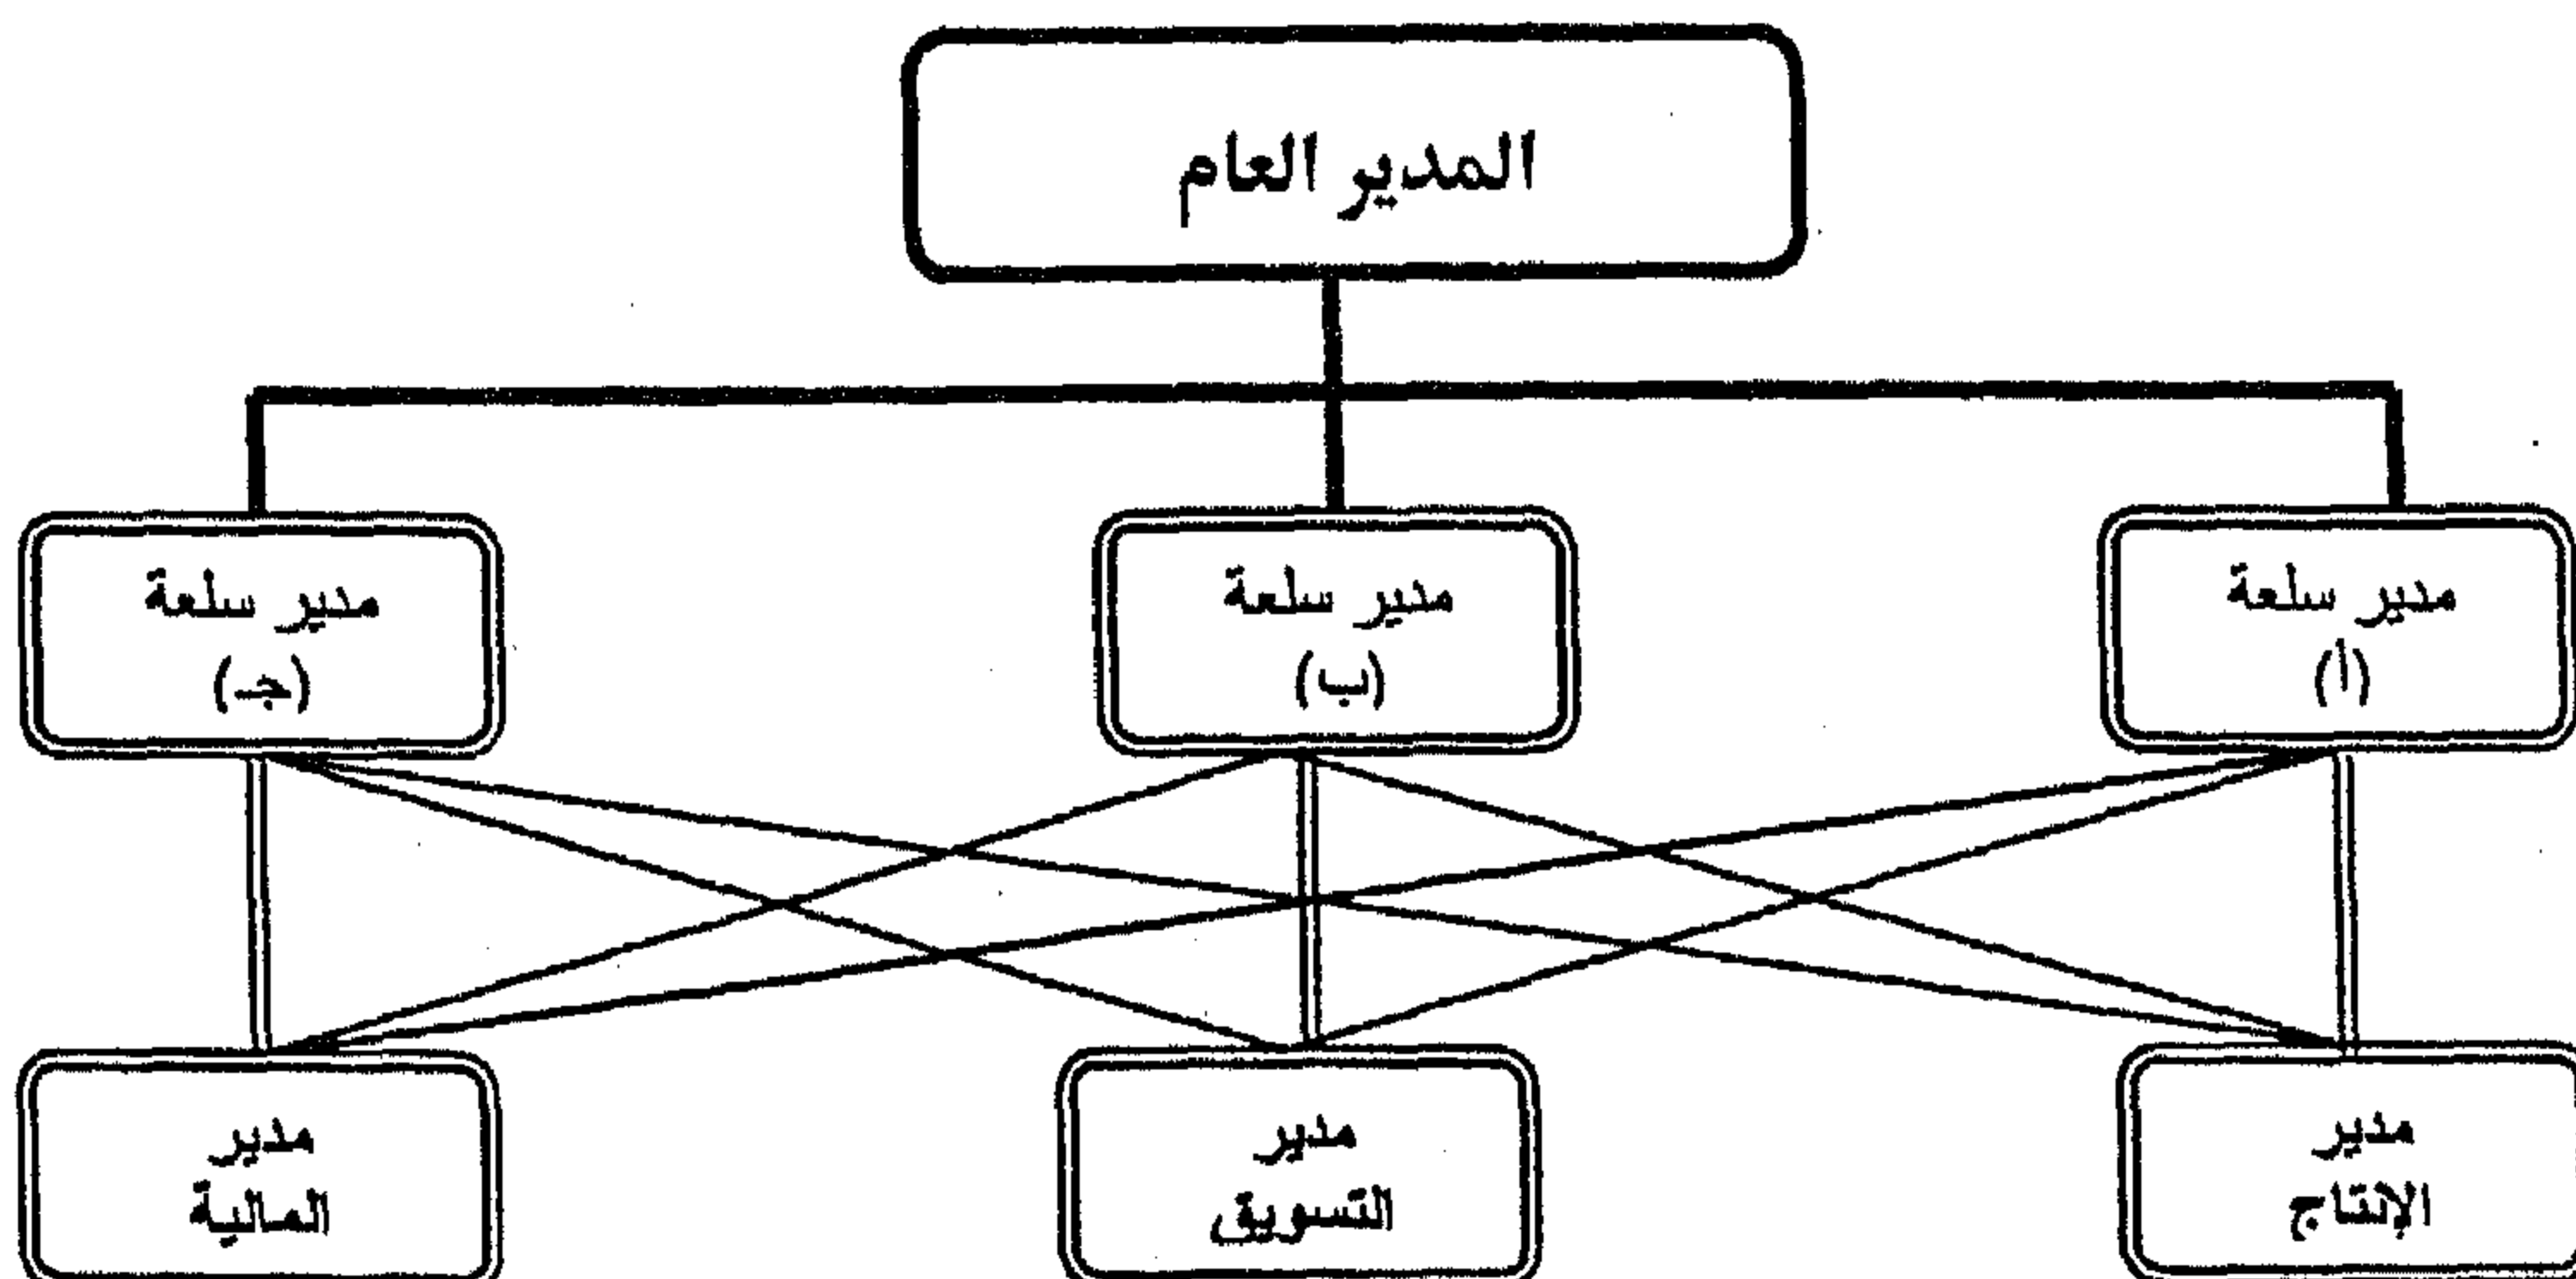 المدير العام
مدير سلعة
(أ)
مدير سلعة
(ب)
مدير سلعة
(جـ)
مدير
الإنتاج
مدير
التسويق
مدير
المالية